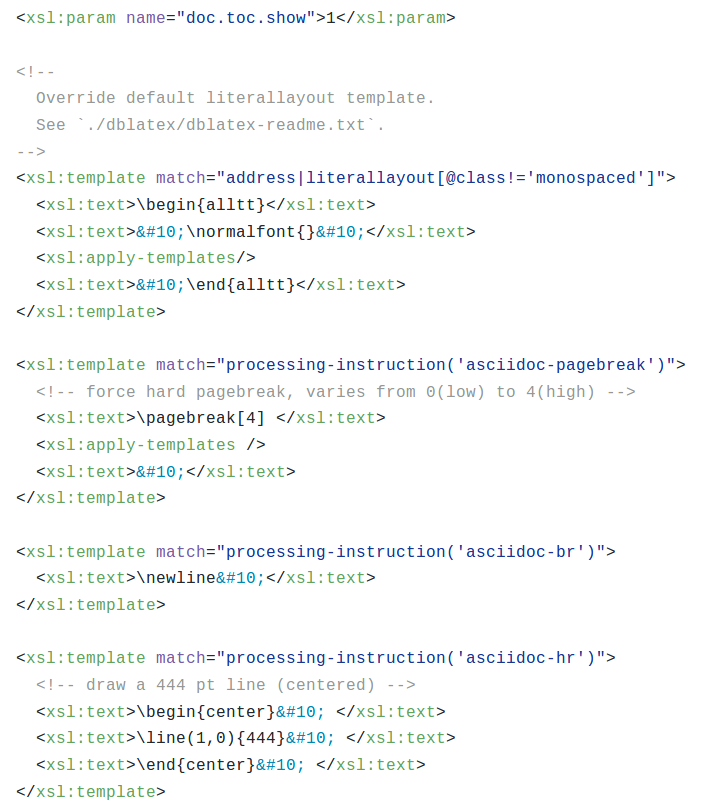 <xsl:param name="doc.toc.show">1</xsl:param>

<!--
  Override default literallayout template.
  See `./dblatex/dblatex-readme.txt`.
-->
<xsl:template match="address|literallayout[@class!='monospaced']">
  <xsl:text>\begin{alltt}</xsl:text>
  <xsl:text>&#10;\normalfont{}&#10;</xsl:text>
  <xsl:apply-templates/>
  <xsl:text>&#10;\end{alltt}</xsl:text>
</xsl:template>

<xsl:template match="processing-instruction('asciidoc-pagebreak')">
  <!-- force hard pagebreak, varies from 0(low) to 4(high) -->
  <xsl:text>\pagebreak[4] </xsl:text>
  <xsl:apply-templates />
  <xsl:text>&#10;</xsl:text>
</xsl:template>

<xsl:template match="processing-instruction('asciidoc-br')">
  <xsl:text>\newline&#10;</xsl:text>
</xsl:template>

<xsl:template match="processing-instruction('asciidoc-hr')">
  <!-- draw a 444 pt line (centered) -->
  <xsl:text>\begin{center}&#10; </xsl:text>
  <xsl:text>\line(1,0){444}&#10; </xsl:text>
  <xsl:text>\end{center}&#10; </xsl:text>
</xsl:template>